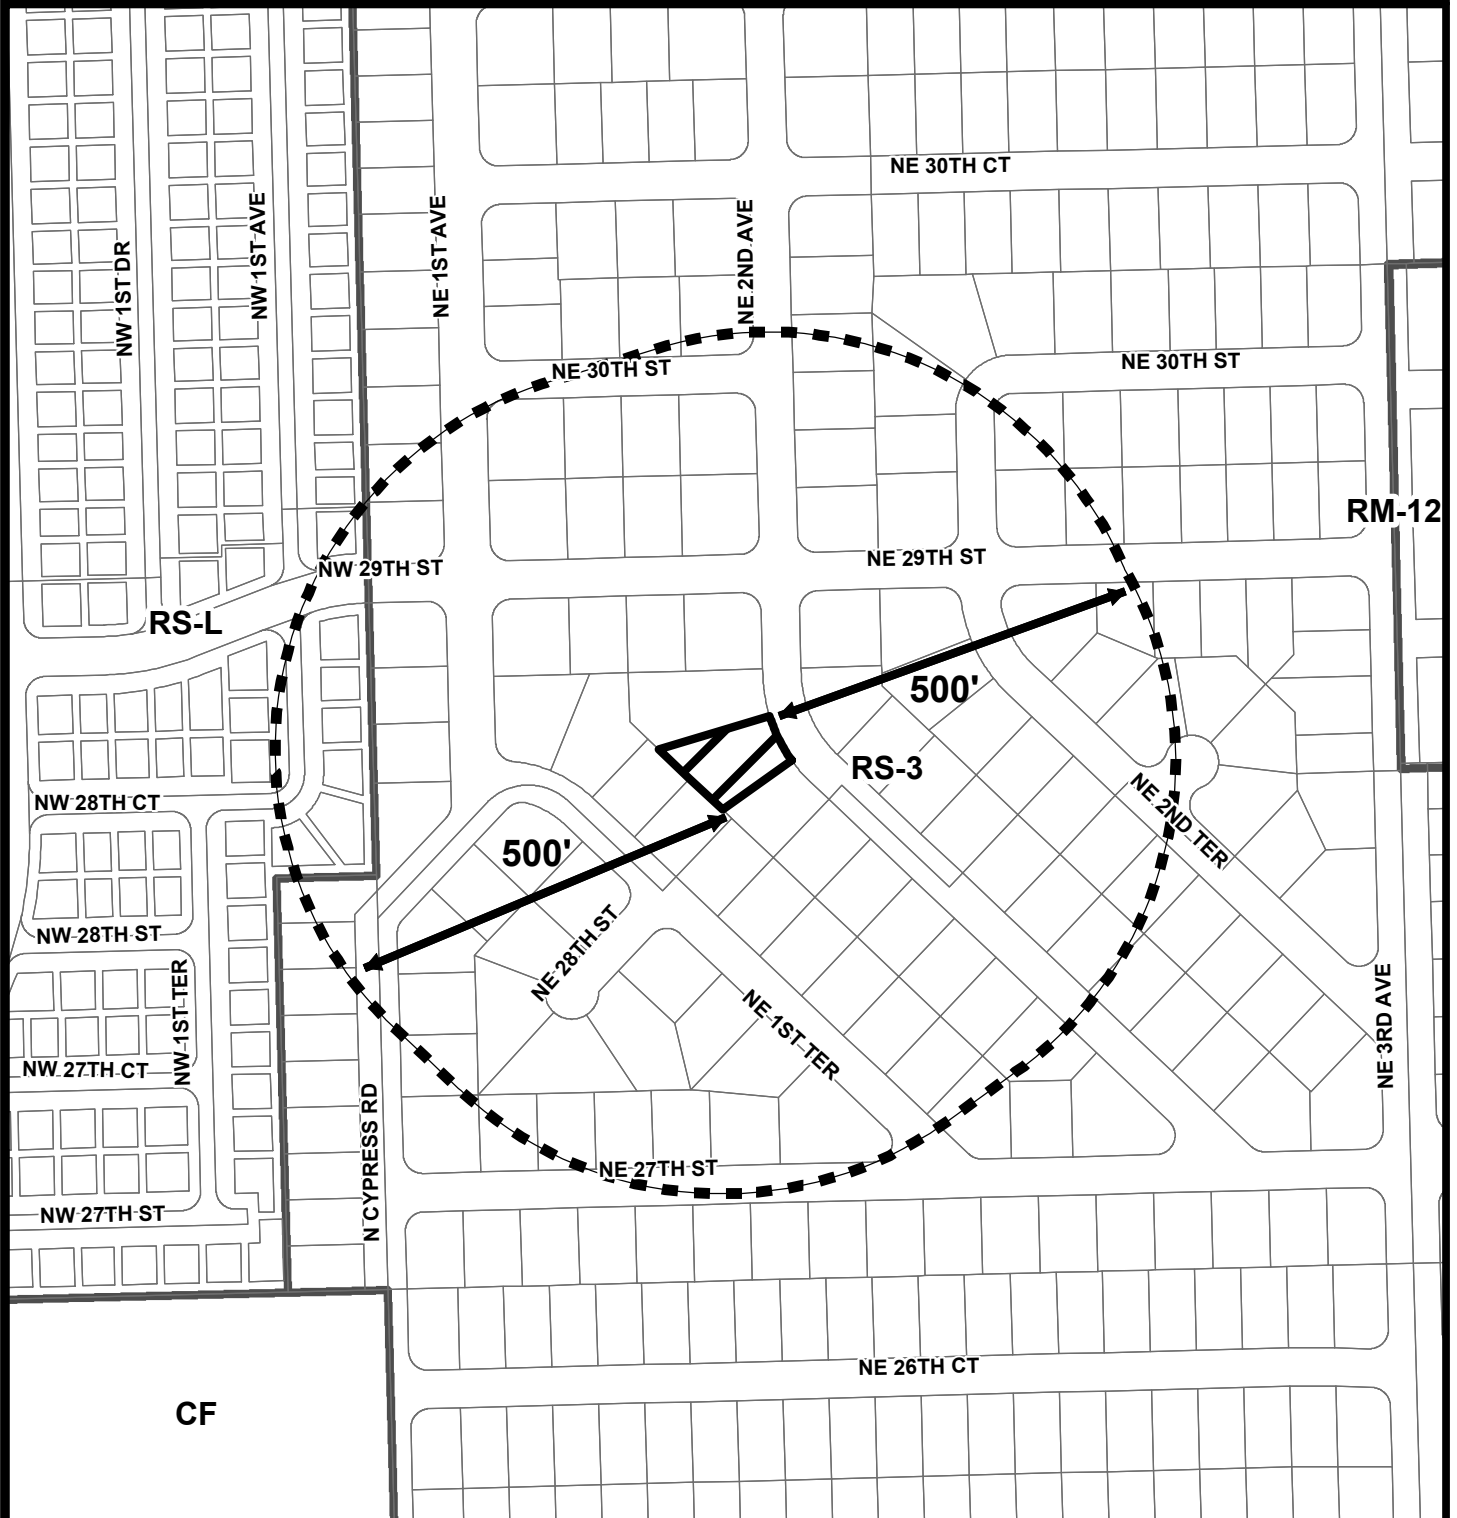 NE 30TH CT
NW 1ST AVE
NE 1ST AVE
NE 2ND AVE
NW 1ST DR
NE 30TH ST
NE 30TH ST
RM-12
NE 29TH ST
NW 29TH ST
RS-L
500'
RS-3
NW 28TH CT
NE 2ND TER
500'
NE 28TH ST
NW 28TH ST
NW 1ST TER
NE 1ST TER
NE 3RD AVE
NW 27TH CT
N CYPRESS RD
NE 27TH ST
NW 27TH ST
NE 26TH CT
CF